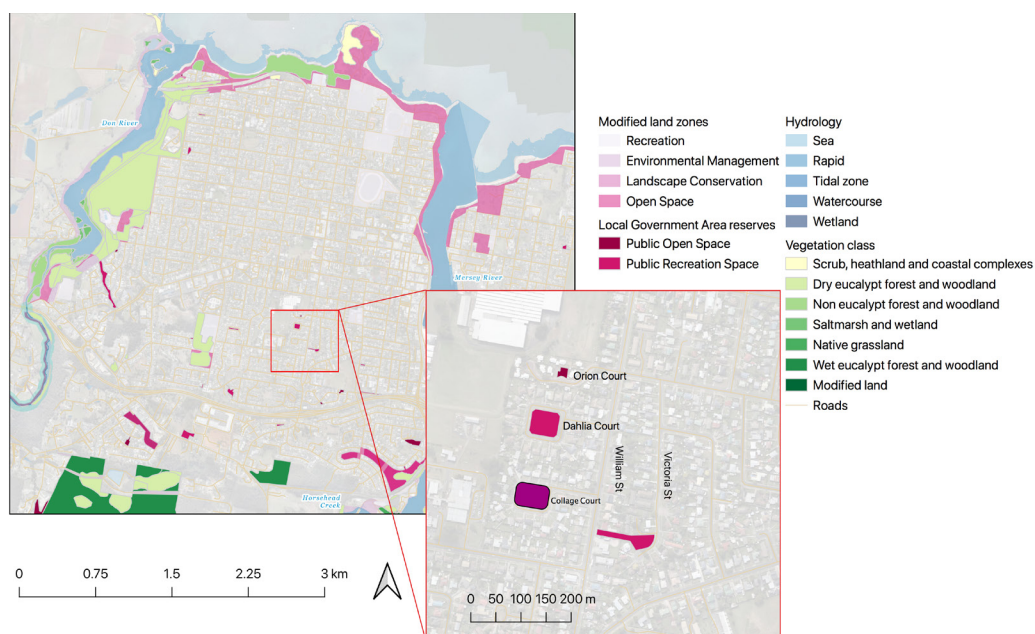 Don River
Mersey River
Horsehead
Creek
0 0.75 1.5 2.25 3 km
Modified land zones
Recreation
Environmental Management
Landscape Conservation
Open Space
Local Government Area reserves
Public Open Space
Public Recreation Space
Hydrology
Sea
Rapid
Tidal zone
Watercourse
Wetland
Vegetation class
Scrub, heathland and coastal complexes
Dry eucalypt forest and woodland
Non eucalypt forest and woodland
Saltmarsh and wetland
Native grassland
Wet eucalypt forest and woodland
Modified land
Roads
Orion Court
Dahlia Court
Collage Court
William St
Victoria St
0 50 100 150 200 m